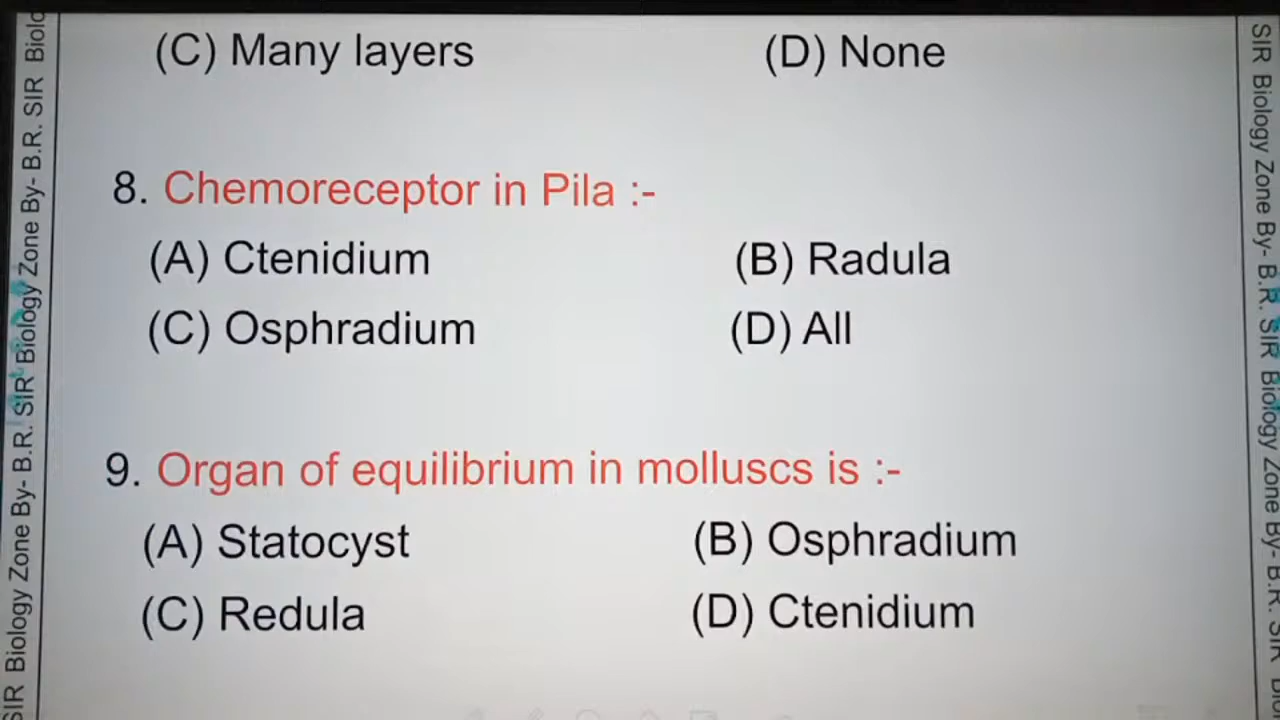 (C) Many layers (D) None
8. Chemoreceptor in Pila :-
(A) Ctenidium (B) Radula
(C) Osphradium (D) All
9. Organ of equilibrium in molluscs is :-
(A) Statocyst (B) Osphradium
(C) Redula (D) Ctenidium
SIR Biology Zone By- B.R. SIR Biology Zone By- B.R. SIR
SIR Biology Zone By- B.R. SIR Biology Zone By- B.R. SIR